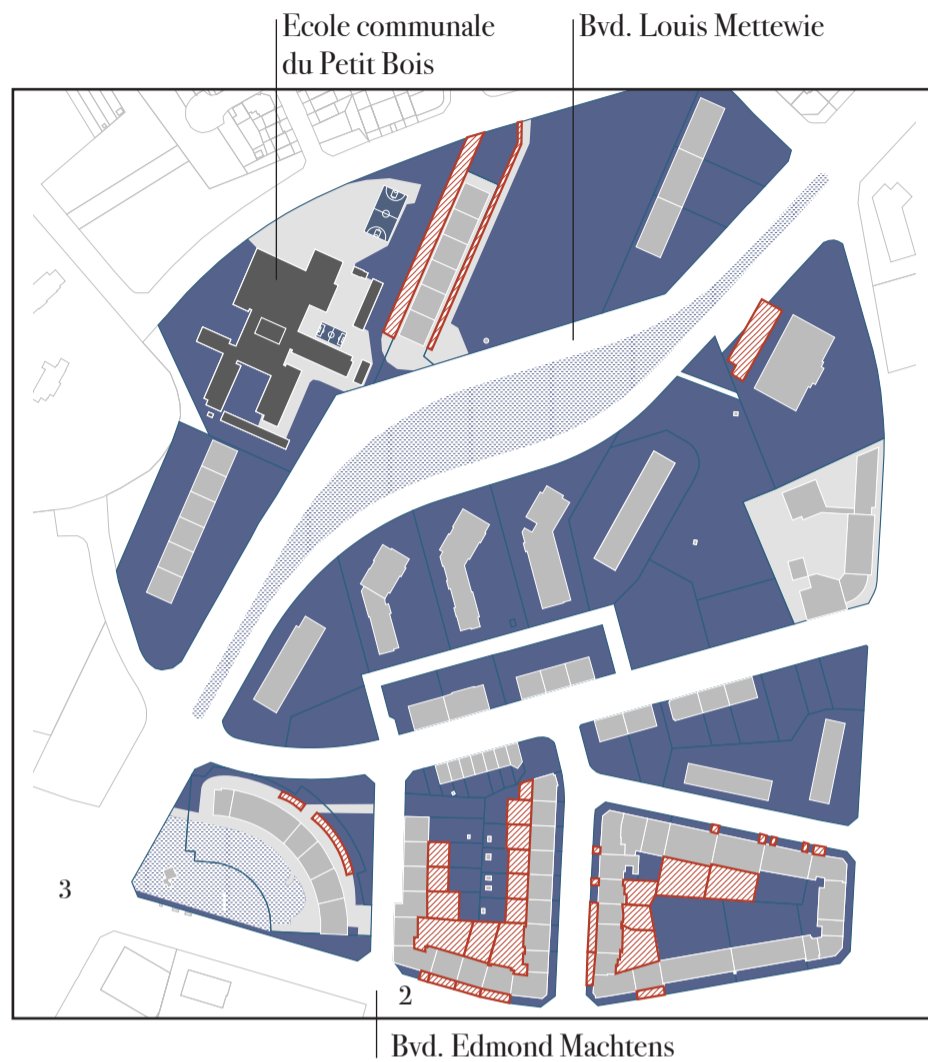 Ecole communale
du Petit Bois
Bvd. Louis Mettewie
3
2
Bvd. Edmond Machtens